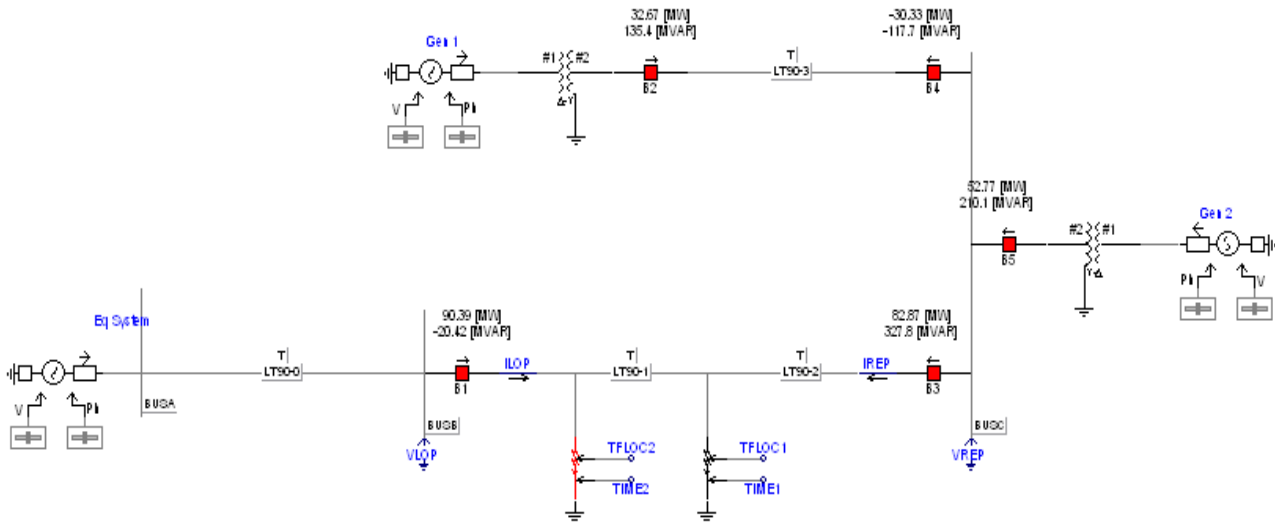 32.67 [MW]
135.4 [MVAR]
-30.33 [MW]
-117.7 [MVAR]
Gen 1
#1
#2
T
LT90-3
B2
B4
Δ-Y
V
Ph
52.77 [MW]
210.1 [MVAR]
Gen 2
#2
#1
B5
Y-Δ
Ph
V
Eq System
90.39 [MW]
-20.42 [MVAR]
82.87 [MW]
327.8 [MVAR]
T
LT90-0
ILOP
T
LT90-1
T
LT90-2
IREP
B1
B3
V
Ph
BUSA
BUSB
BUSC
VLOP
TFLOC2
TFLOC1
VREP
TIME2
TIME1